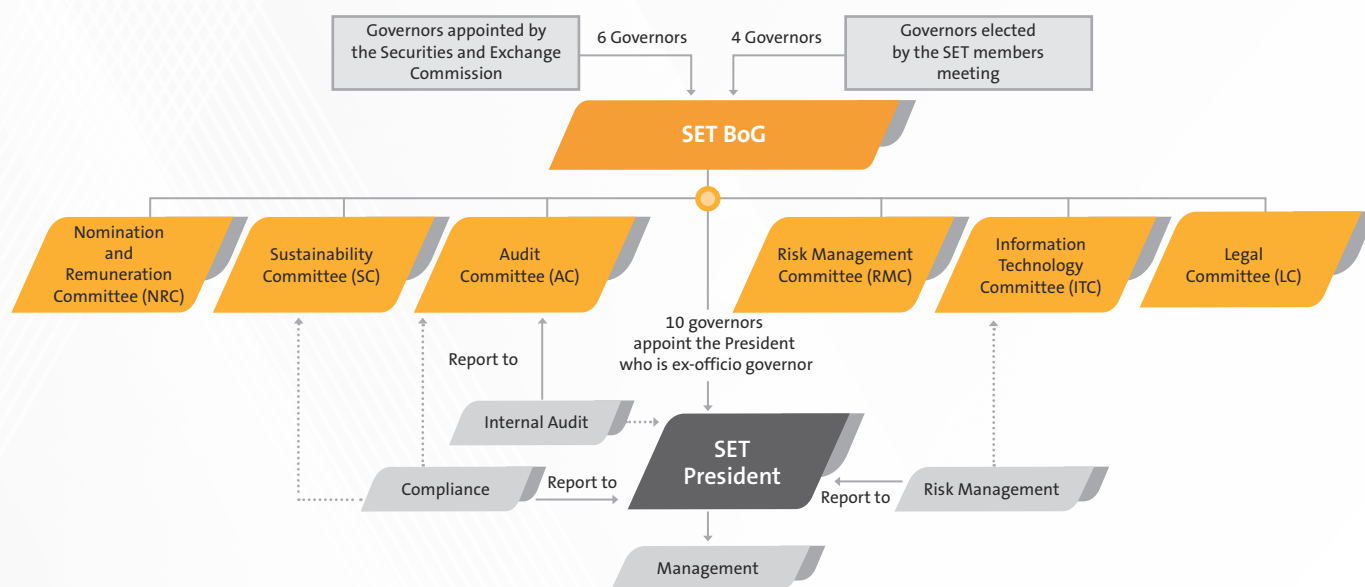 Governors appointed by
the Securities and Exchange
Commission
6 Governors
4 Governors
Governors elected
by the SET members
meeting
SET BoG
Nomination
and
Remuneration
Committee (NRC)
Sustainability
Committee (SC)
Audit
Committee (AC)
Risk Management
Committee (RMC)
Information
Technology
Committee (ITC)
Legal
Committee (LC)
10 governors
appoint the President
who is ex-officio governor
Report to
Internal Audit
SET
President
Compliance
Report to
Report to
Risk Management
Management